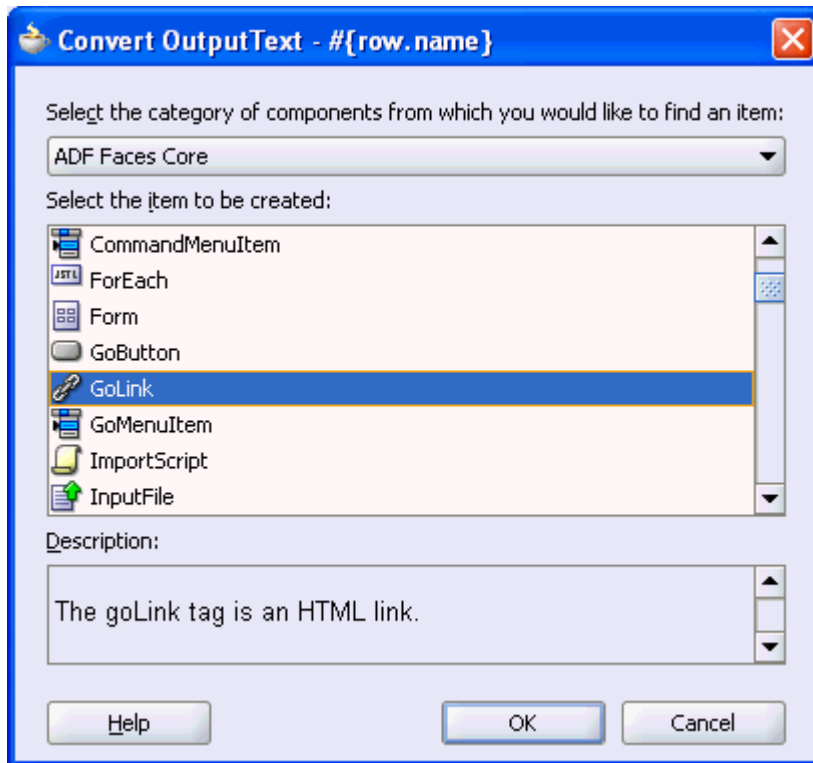 Convert OutputText - #{row.name}
Select the category of components from which you would like to find an item:
ADF Faces Core
Select the item to be created:
CommandMenuItem
JSTL ForEach
Form
GoButton
GoLink
GoMenuItem
ImportScript
InputFile
Description:
The goLink tag is an HTML link.
Help OK Cancel